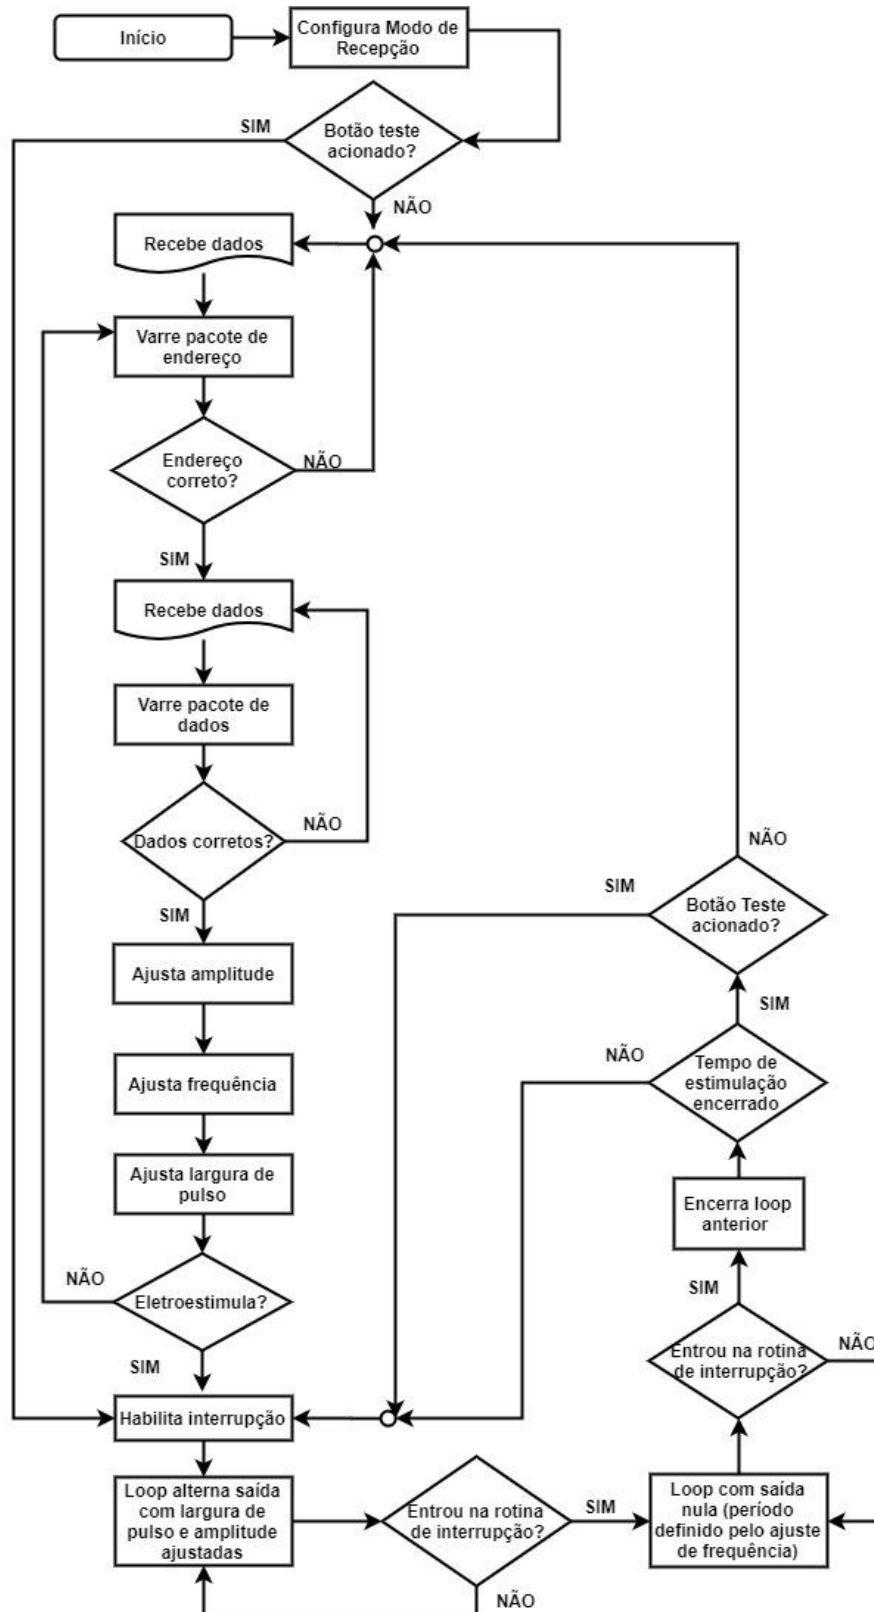 Início
Configura Modo de
Recepção
SIM
Botão teste
acionado?
NÃO
Recebe dados
Varre pacote de
endereço
Endereço
correto?
NÃO
SIM
Recebe dados
Varre pacote de
dados
Dados corretos?
NÃO
SIM
Ajusta amplitude
Ajusta frequência
Ajusta largura de
pulso
NÃO
Eletroestimula?
SIM
Habilita interrupção
Loop alterna saída
com largura de
pulso e amplitude
ajustadas
Entrou na rotina
de interrupção?
SIM
NÃO
Loop com saída
nula (período
definido pelo ajuste
de frequência)
Entrou na rotina
de interrupção?
NÃO
SIM
Encerra loop
anterior
Tempo de
estimulação
encerrado
NÃO
SIM
Botão Teste
acionado?
SIM
NÃO